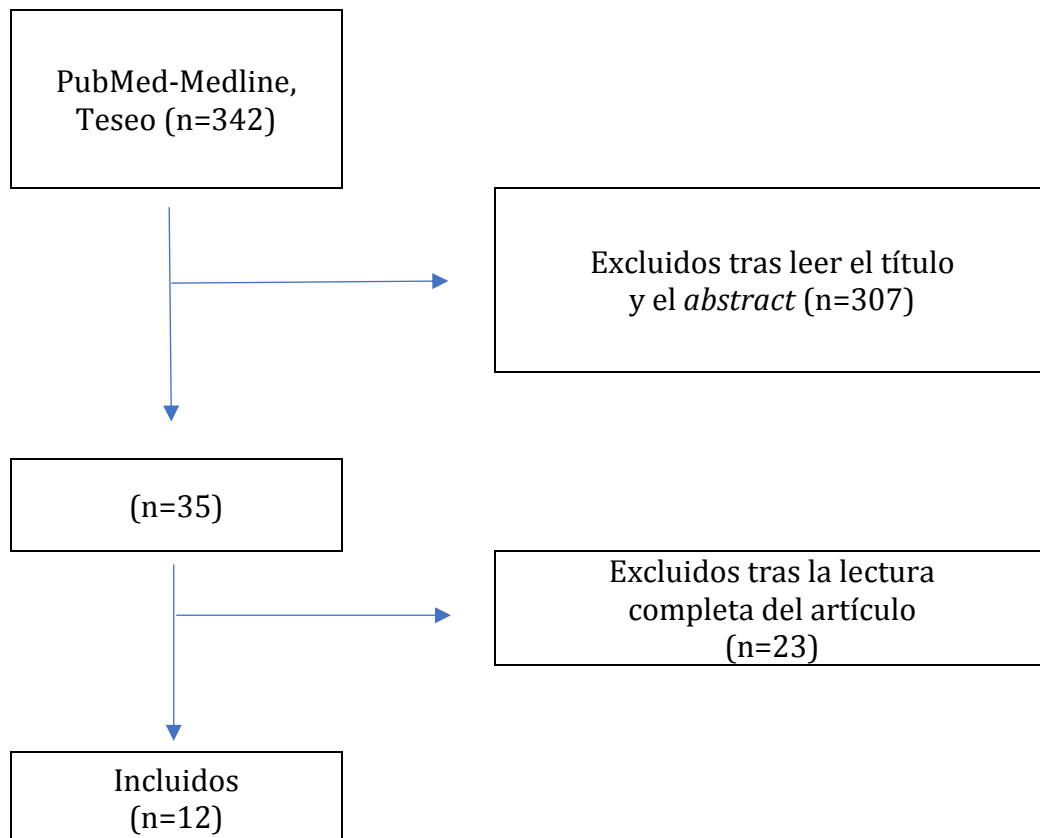 PubMed-Medline,
Teseo (n=342)
Excluidos tras leer el título
y el abstract (n=307)
(n=35)
Excluidos tras la lectura
completa del artículo
(n=23)
Incluidos
(n=12)